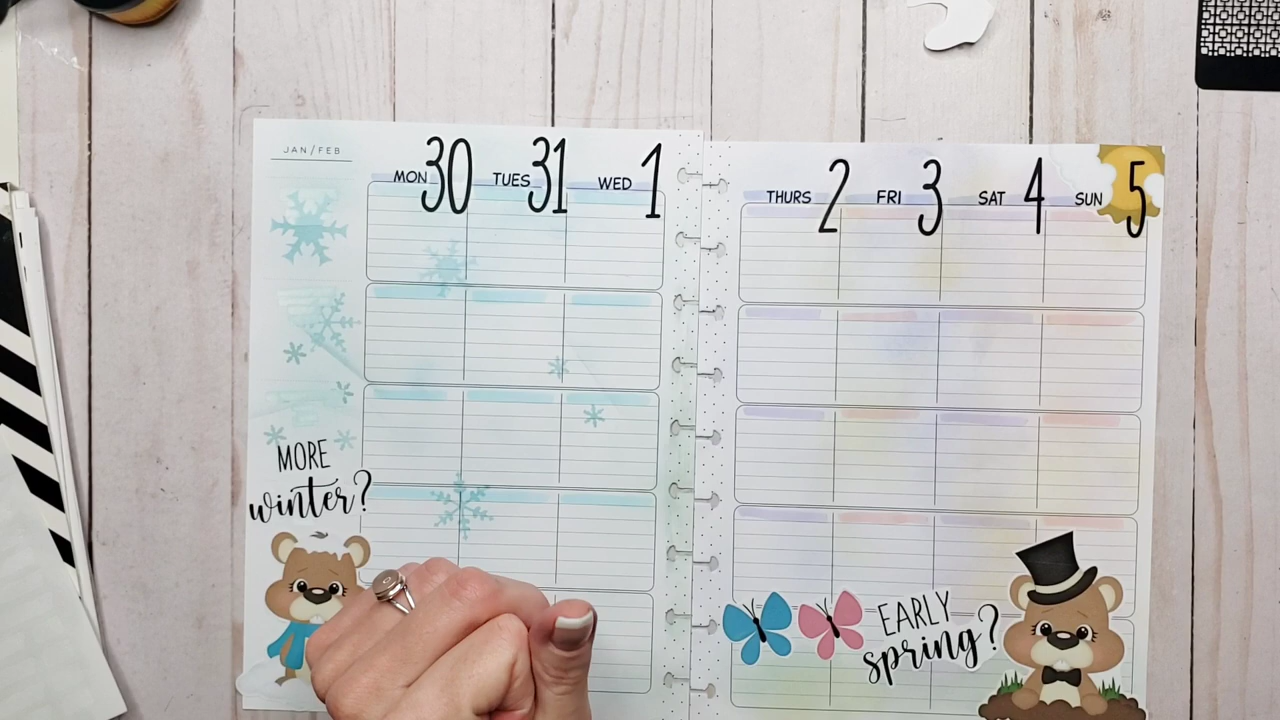 JAN/FEB
MON 30 TUES 31 WED 1
THURS 2 FRI 3 SAT 4 SUN 5
MORE
winter?
EARLY
spring?